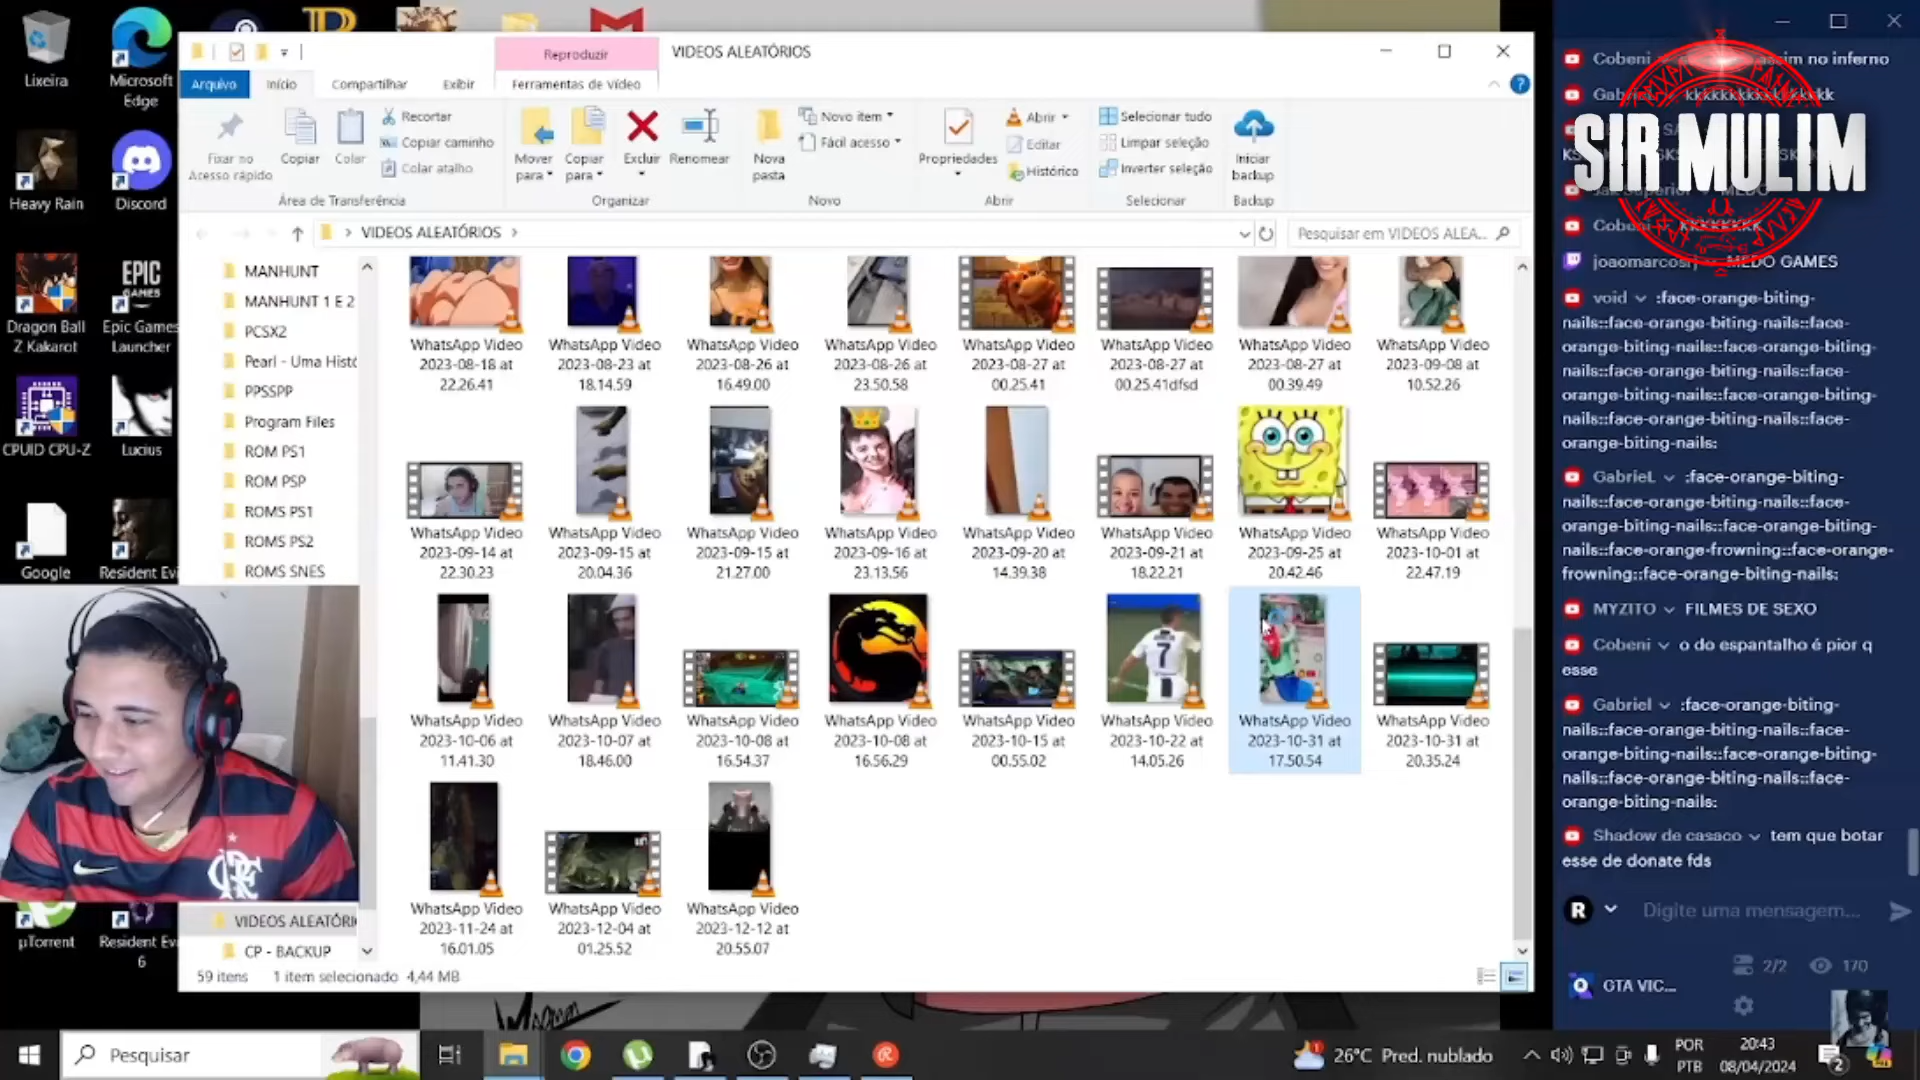 Lixeira
Microsoft
Edge
Heavy Rain
Discord
EPIC
GAMES
Dragon Ball
Z Kakarot
Epic Games
Launcher
CPUID CPU-Z
Lucius
Google
Resident Evi
µTorrent
Resident Evi
6
Reproduzir
VIDEOS ALEATÓRIOS
Arquivo
Início
Compartilhar
Exibir
Ferramentas de Vídeo
Fixar no
Acesso rápido
Copiar
Colar
Recortar
Copiar caminho
Colar atalho
Área de Transferência
Mover
para
Copiar
para
Excluir
Renomear
Organizar
Nova
pasta
Novo item
Fácil acesso
Novo
Propriedades
Abrir
Editar
Histórico
Abrir
Selecionar tudo
Limpar seleção
Inverter seleção
Selecionar
Iniciar
backup
Backup
VIDEOS ALEATÓRIOS
Pesquisar em VIDEOS ALEA...
MANHUNT
MANHUNT 1 E 2
PCSX2
Pearl - Uma Histó
PPSSPP
Program Files
ROM PS1
ROM PSP
ROMS PS1
ROMS PS2
ROMS SNES
VIDEOS ALEATÓRI
CP - BACKUP
WhatsApp Video
2023-08-18 at
22.26.41
WhatsApp Video
2023-08-23 at
18.14.59
WhatsApp Video
2023-08-26 at
16.49.00
WhatsApp Video
2023-08-26 at
23.50.58
WhatsApp Video
2023-08-27 at
00.25.41
WhatsApp Video
2023-08-27 at
00.25.41dfsd
WhatsApp Video
2023-08-27 at
00.39.49
WhatsApp Video
2023-09-08 at
10.52.26
WhatsApp Video
2023-09-14 at
22.30.23
WhatsApp Video
2023-09-15 at
20.04.36
WhatsApp Video
2023-09-15 at
21.27.00
WhatsApp Video
2023-09-16 at
23.13.56
WhatsApp Video
2023-09-20 at
14.39.38
WhatsApp Video
2023-09-21 at
18.22.21
WhatsApp Video
2023-09-25 at
20.42.46
WhatsApp Video
2023-10-01 at
22.47.19
7
WhatsApp Video
2023-10-06 at
11.41.30
WhatsApp Video
2023-10-07 at
18.46.00
WhatsApp Video
2023-10-08 at
16.54.37
WhatsApp Video
2023-10-08 at
16.56.29
WhatsApp Video
2023-10-15 at
00.55.02
WhatsApp Video
2023-10-22 at
14.05.26
WhatsApp Video
2023-10-31 at
17.50.54
WhatsApp Video
2023-10-31 at
20.35.24
WhatsApp Video
2023-11-24 at
16.01.05
WhatsApp Video
2023-12-04 at
01.25.52
WhatsApp Video
2023-12-12 at
20.55.07
59 itens
1 item selecionado 4,44 MB
Cobeni
assim no inferno
SIR MULIM
joaomarcosrj
MEDO GAMES
void :face-orange-biting-
nails::face-orange-biting-nails::face-
orange-biting-nails::face-orange-biting-
nails::face-orange-biting-nails::face-
orange-biting-nails::face-orange-biting-
nails::face-orange-biting-nails::face-
orange-biting-nails:
GabrieL :face-orange-biting-
nails::face-orange-biting-nails::face-
orange-biting-nails::face-orange-biting-
nails::face-orange-frowning::face-orange-
frowning::face-orange-biting-nails:
MYZITO FILMES DE SEXO
Cobeni o do espantalho é pior q
esse
Gabriel :face-orange-biting-
nails::face-orange-biting-nails::face-
orange-biting-nails::face-orange-biting-
nails::face-orange-biting-nails::face-
orange-biting-nails:
Shadow de casaco tem que botar
esse de donate fds
R
Digite uma mensagem...
2/2
170
GTA VIC...
Pesquisar
26°C Pred. nublado
POR
PTB
20:43
08/04/2024
2